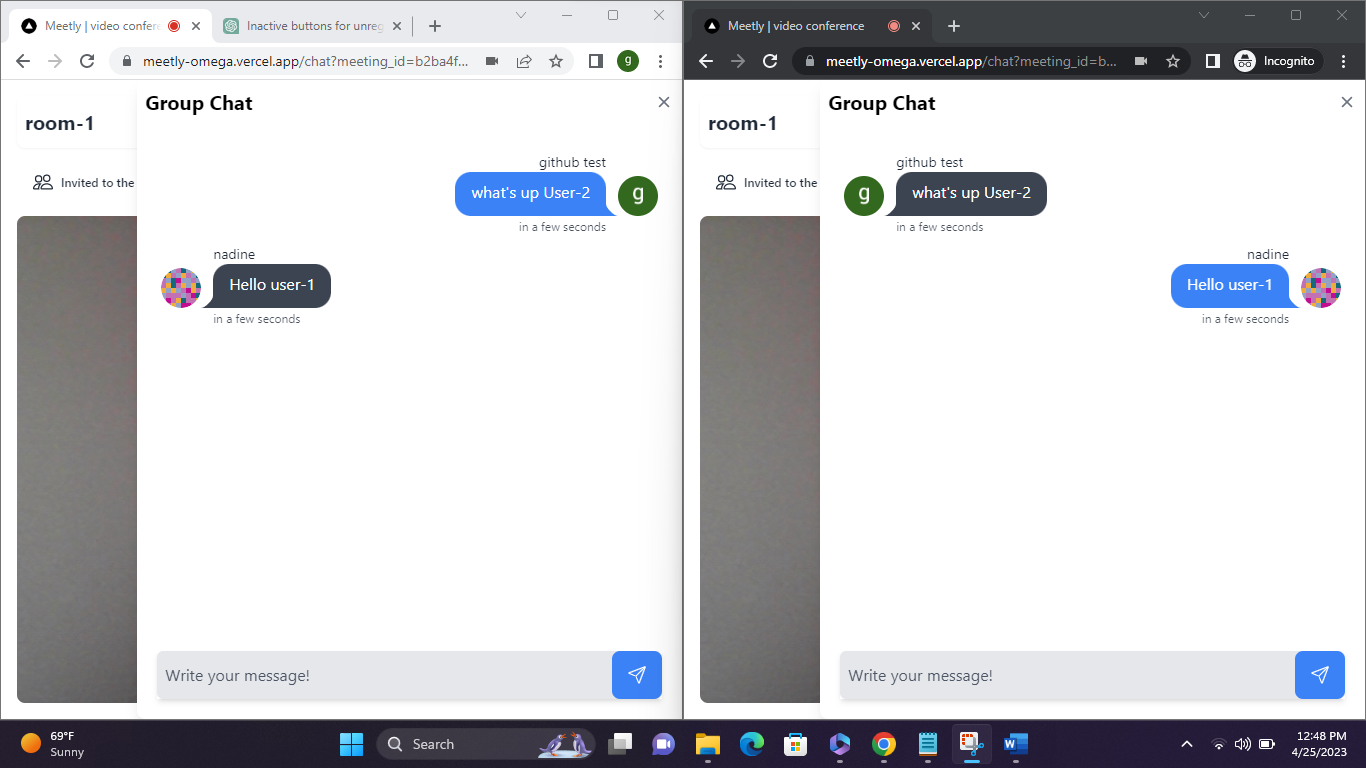 Meetly | video confere
Inactive buttons for unreg
meetly-omega.vercel.app/chat?meeting_id=b2ba4f...
g
room-1
Group Chat
Invited to the
github test
what's up User-2
g
in a few seconds
nadine
Hello user-1
in a few seconds
Write your message!
Meetly | video conference
meetly-omega.vercel.app/chat?meeting_id=b...
Incognito
room-1
Group Chat
Invited to the
github test
g
what's up User-2
in a few seconds
nadine
Hello user-1
in a few seconds
Write your message!
69°F
Sunny
Search
W
12:48 PM
4/25/2023